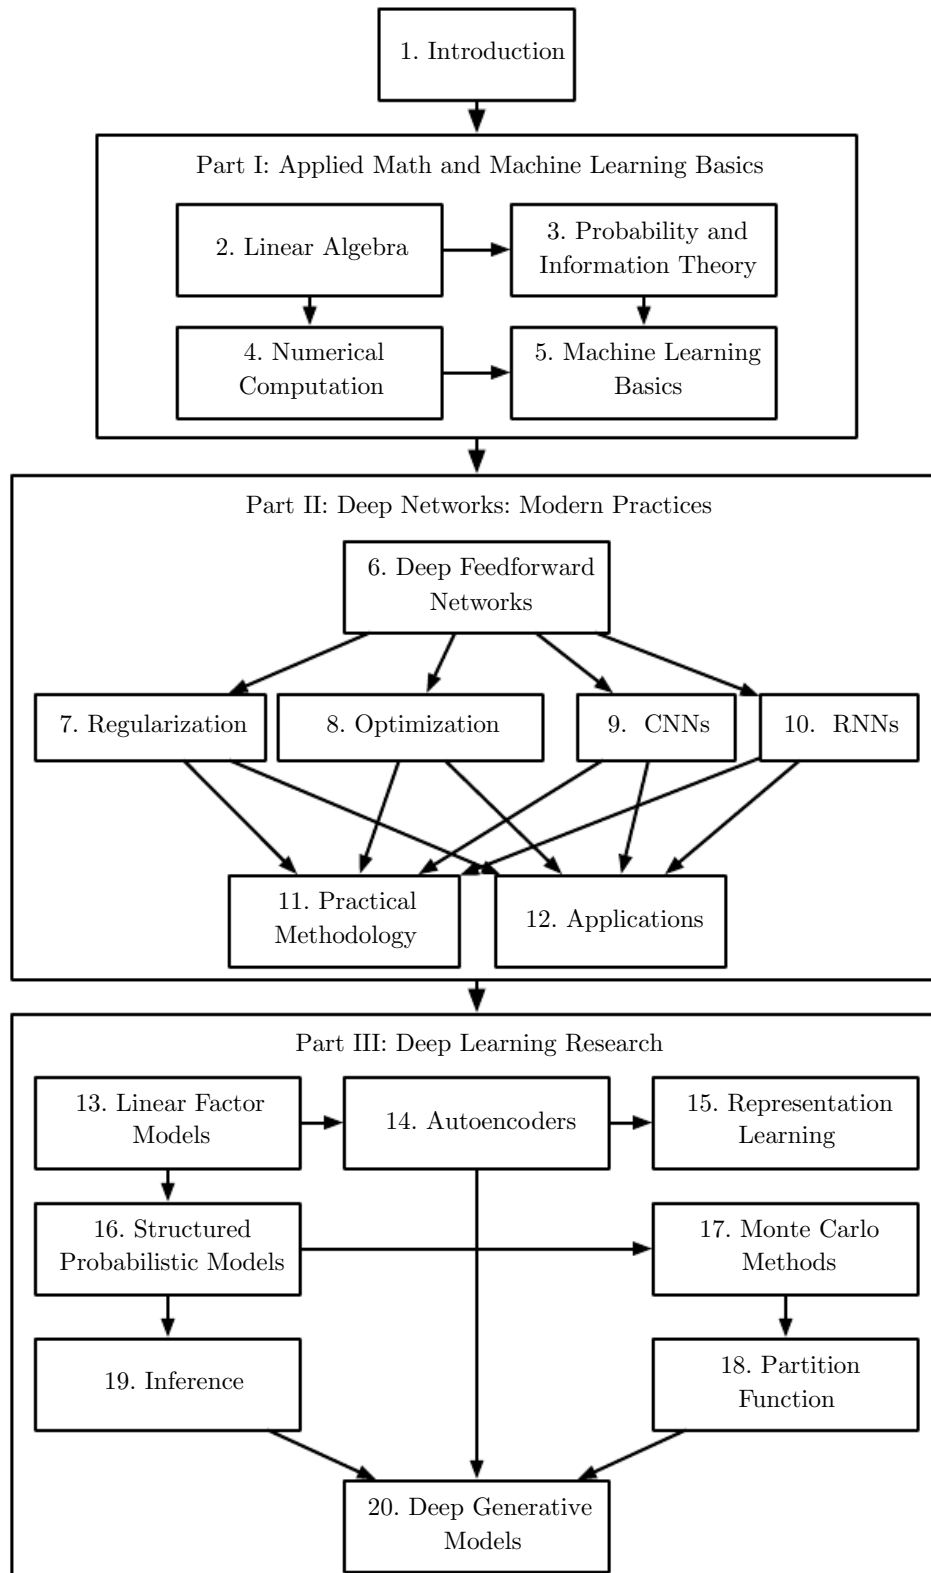 1. Introduction
Part I: Applied Math and Machine Learning Basics
2. Linear Algebra
3. Probability and
Information Theory
4. Numerical
Computation
5. Machine Learning
Basics
Part II: Deep Networks: Modern Practices
6. Deep Feedforward
Networks
7. Regularization
8. Optimization
9. CNNs
10. RNNs
11. Practical
Methodology
12. Applications
Part III: Deep Learning Research
13. Linear Factor
Models
14. Autoencoders
15. Representation
Learning
16. Structured
Probabilistic Models
17. Monte Carlo
Methods
19. Inference
18. Partition
Function
20. Deep Generative
Models